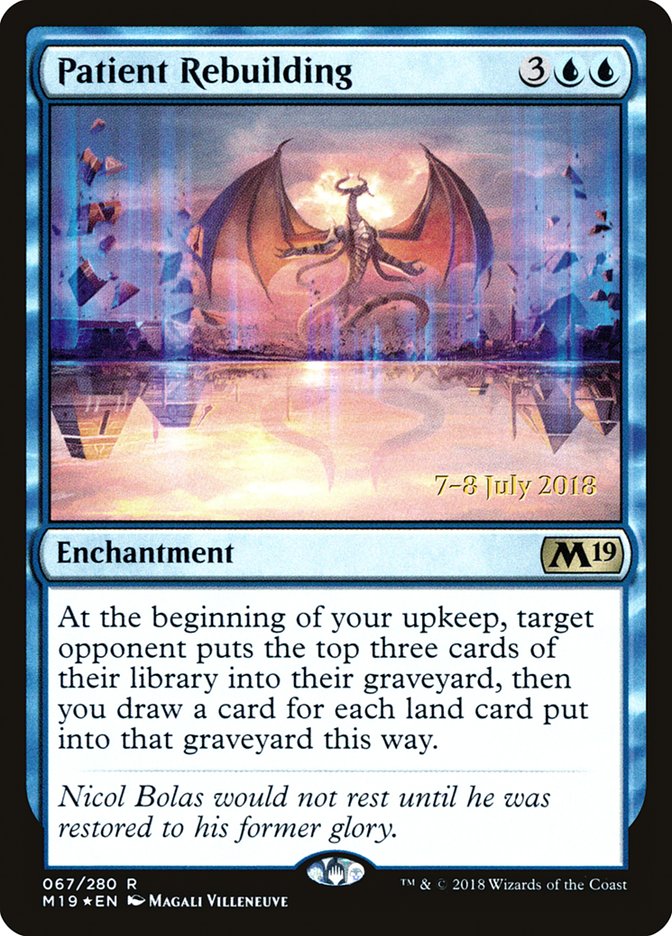 Patient Rebuilding 3
7–8 July 2018
Enchantment M19
At the beginning of your upkeep, target
opponent puts the top three cards of
their library into their graveyard, then
you draw a card for each land card put
into that graveyard this way.
Nicol Bolas would not rest until he was
restored to his former glory.
067/280 R
M19★EN Magali Villeneuve
™ & © 2018 Wizards of the Coast